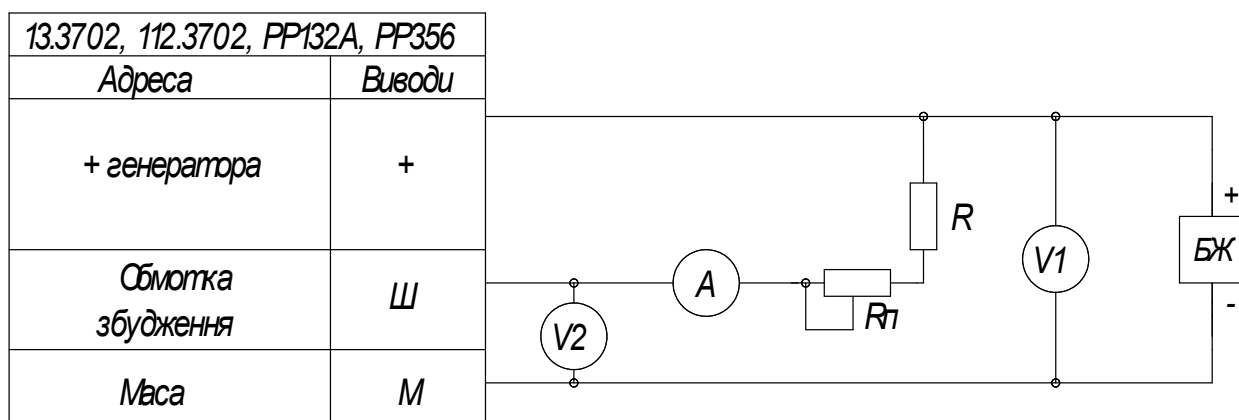 13.3702, 112.3702, РР132А, РР356
Адреса Виводи
+ генератора +
Обмотка
збудження Ш
Маса М
V2
A
Rп
R
V1
БЖ
+
-